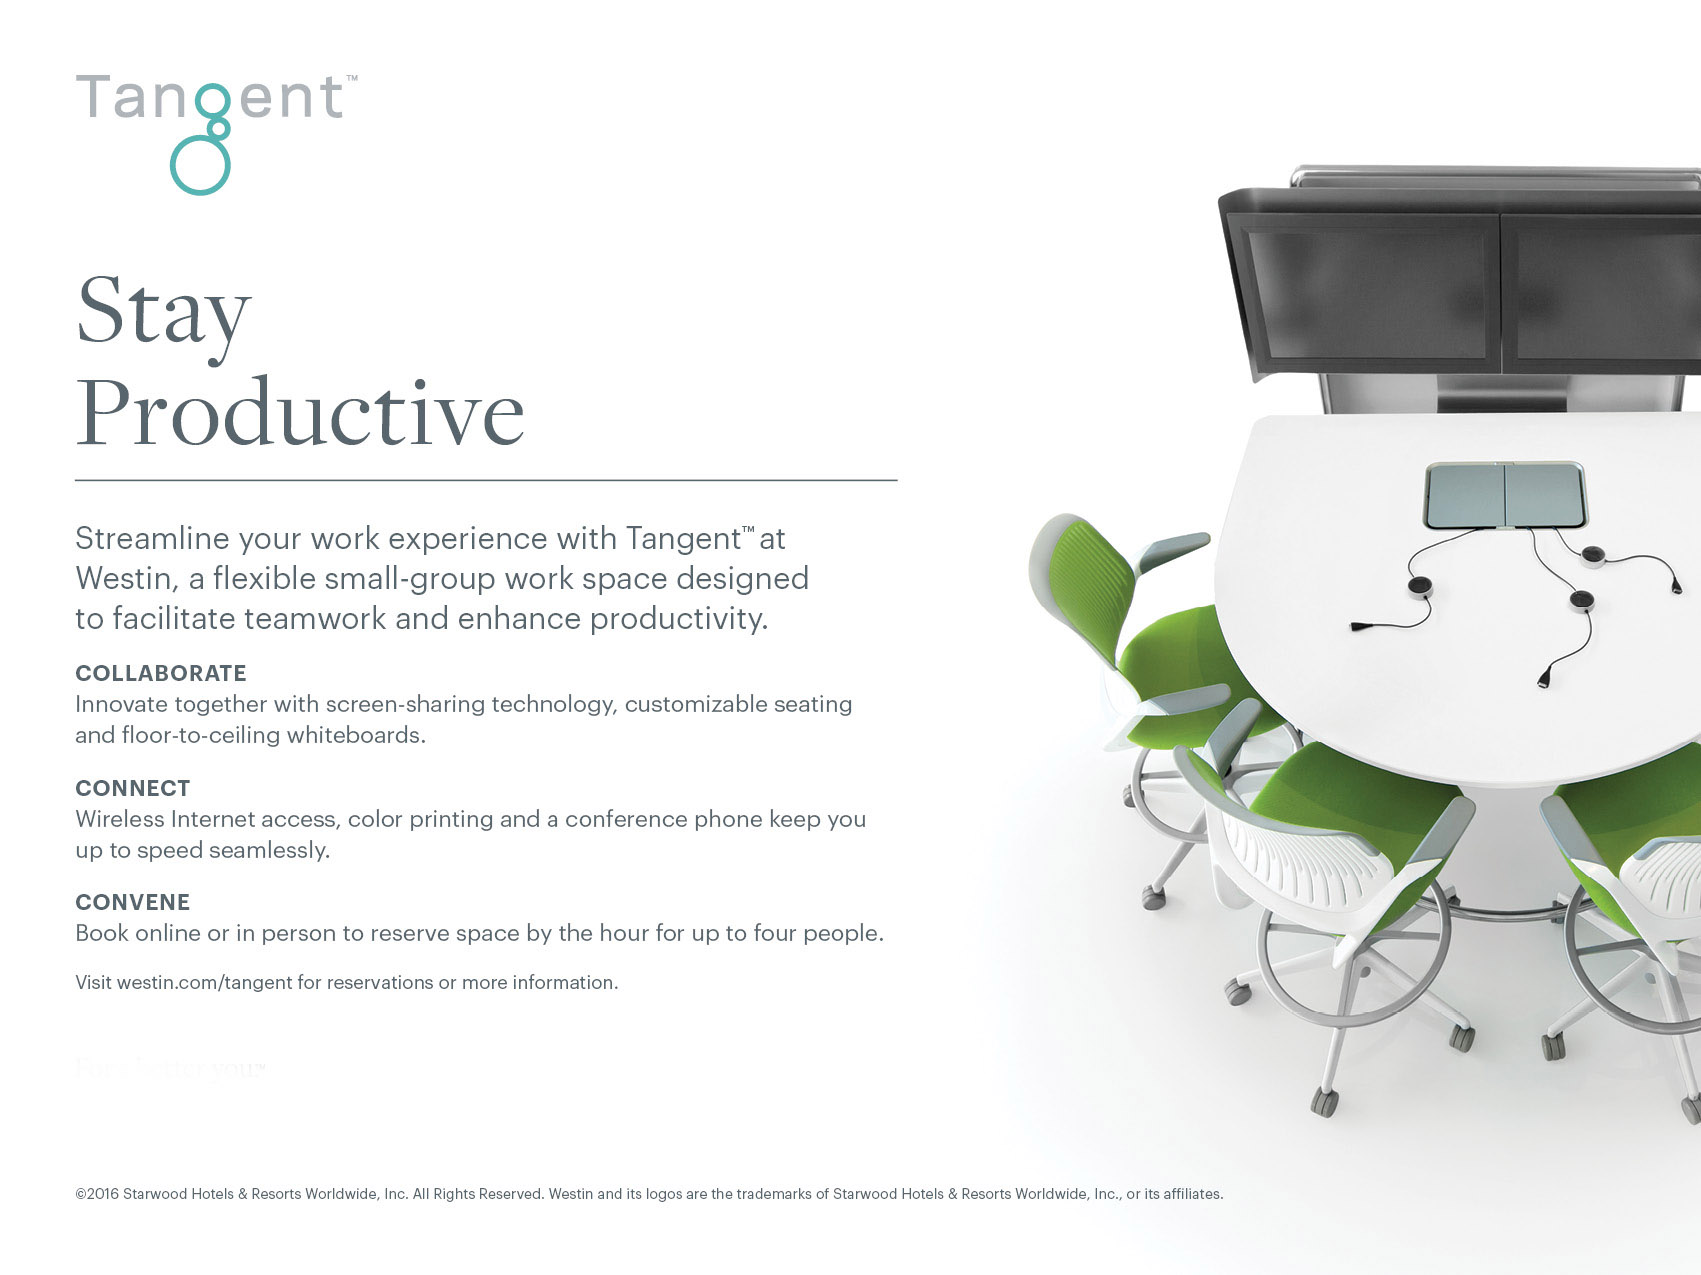 Tangent™
Stay
Productive
Streamline your work experience with Tangent™ at
Westin, a flexible small-group work space designed
to facilitate teamwork and enhance productivity.
COLLABORATE
Innovate together with screen-sharing technology, customizable seating
and floor-to-ceiling whiteboards.
CONNECT
Wireless Internet access, color printing and a conference phone keep you
up to speed seamlessly.
CONVENE
Book online or in person to reserve space by the hour for up to four people.
Visit westin.com/tangent for reservations or more information.
For a better you.℠
©2016 Starwood Hotels & Resorts Worldwide, Inc. All Rights Reserved. Westin and its logos are the trademarks of Starwood Hotels & Resorts Worldwide, Inc., or its affiliates.